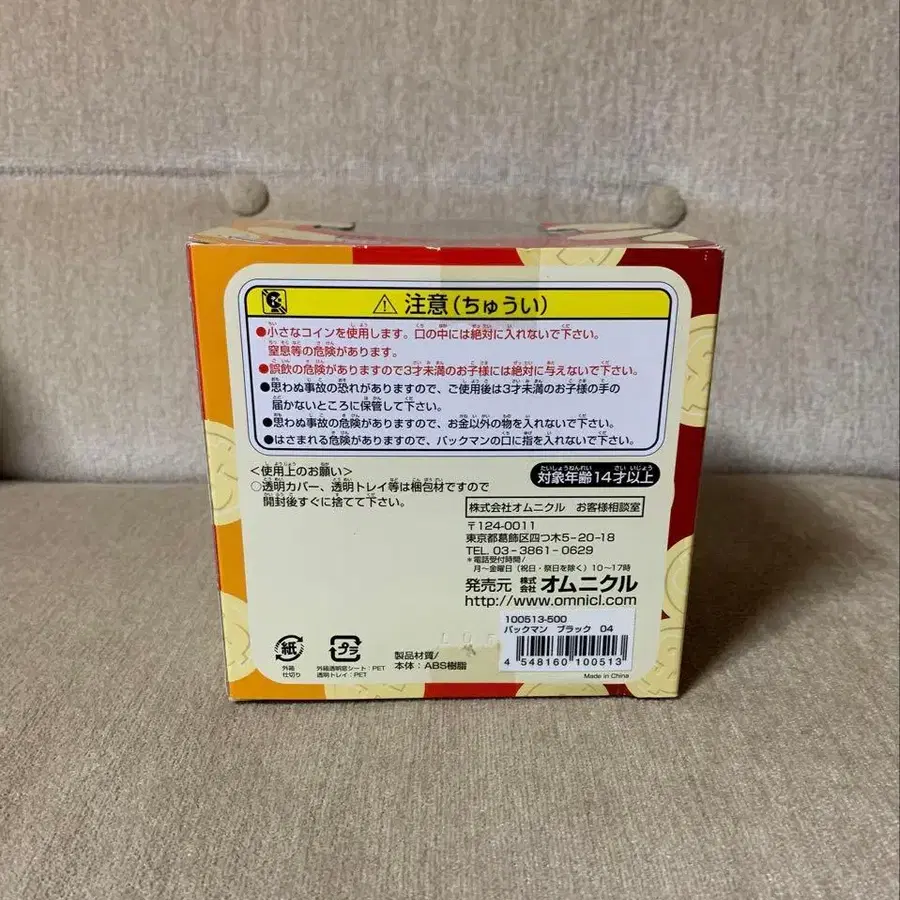 ⚠ 注意(ちゅうい)
●小さなコインを使用します。口の中には絶対に入れないで下さい。
窒息等の危険があります。
●誤飲の危険がありますので3才未満のお子様には絶対に与えないで下さい。
●思わぬ事故の恐れがありますので、ご使用後は3才未満のお子様の手の
届かないところに保管して下さい。
●思わぬ事故の危険がありますので、お金以外の物を入れないで下さい。
●はさまれる危険がありますので、バックマンの口に指を入れないで下さい。
<使用上のお願い>
○透明カバー、透明トレイ等は梱包材ですので
開封後すぐに捨てて下さい。
たいしょうねんれい さい いじょう
対象年齢14才以上
株式会社オムニクル お客様相談室
〒124-0011
東京都葛飾区四つ木5-20-18
TEL. 03-3861-0629
*電話受付時間/
月~金曜日(祝日・祭日を除く)10~17時
発売元 株式会社 オムニクル
http://www.omnicl.com
100513-500
バックマン ブラック 04
4 548160 100513
Made in China
紙
外箱
仕切り
プラ
外箱透明窓シート:PET
透明トレイ:PET
製品材質/
本体:ABS樹脂